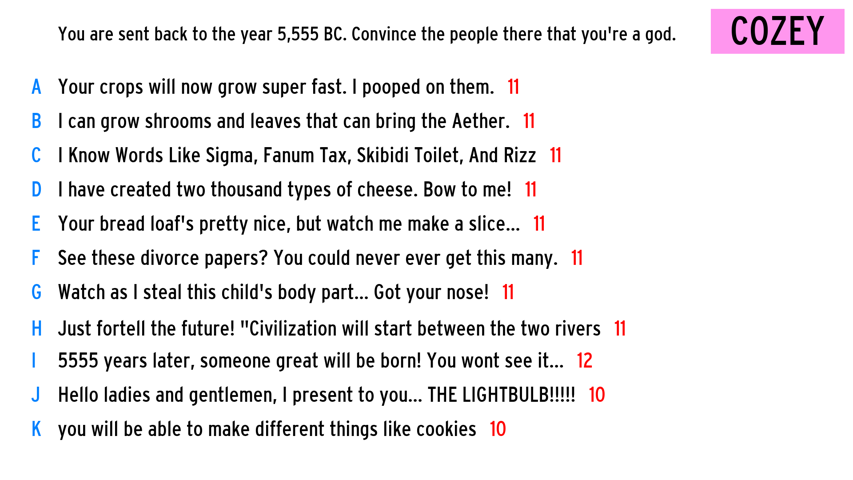 You are sent back to the year 5,555 BC. Convince the people there that you're a god.
COZEY
A Your crops will now grow super fast. I pooped on them. 11
B I can grow shrooms and leaves that can bring the Aether. 11
C I Know Words Like Sigma, Fanum Tax, Skibidi Toilet, And Rizz 11
D I have created two thousand types of cheese. Bow to me! 11
E Your bread loaf's pretty nice, but watch me make a slice... 11
F See these divorce papers? You could never ever get this many. 11
G Watch as I steal this child's body part... Got your nose! 11
H Just fortell the future! "Civilization will start between the two rivers 11
I 5555 years later, someone great will be born! You wont see it... 12
J Hello ladies and gentlemen, I present to you... THE LIGHTBULB!!!!! 10
K you will be able to make different things like cookies 10